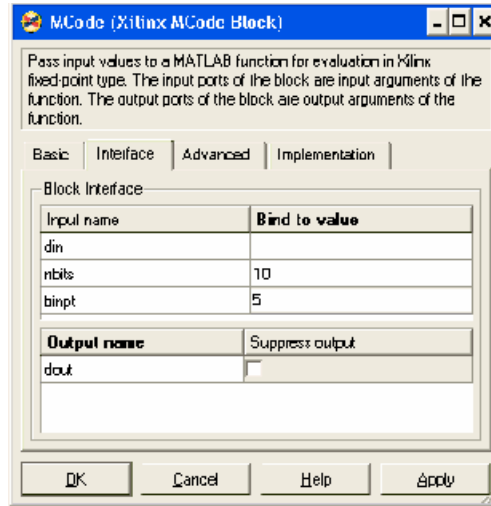 MCode (Xilinx MCode Block)
Pass input values to a MATLAB function for evaluation in Xilinx
fixed-point type. The input ports of the block are input arguments of the
function. The output ports of the block are output arguments of the
function.
Basic Interface Advanced Implementation
Block Interface
Input name Bind to value
din
nbits 10
binpt 5
Output name Suppress output
dout
OK Cancel Help Apply